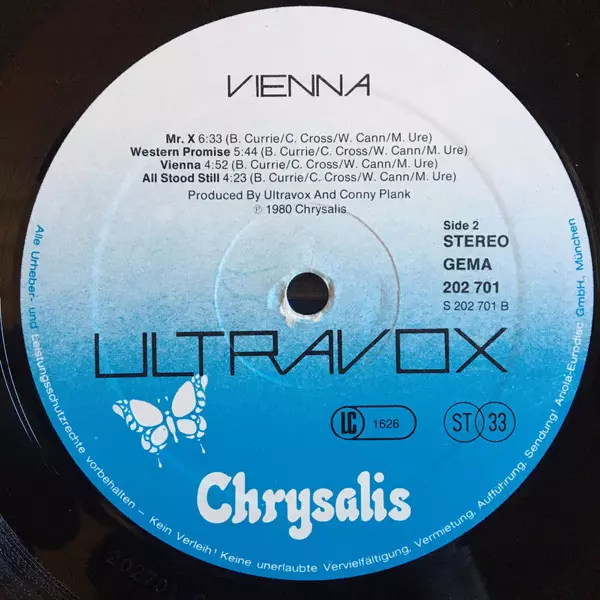 VIENNA
Mr. X 6:33 (B. Currie/C. Cross/W. Cann/M. Ure)
Western Promise 5:44 (B. Currie/C. Cross/W. Cann/M. Ure)
Vienna 4:52 (B. Currie/C. Cross/W. Cann/M. Ure)
All Stood Still 4:23 (B. Currie/C. Cross/W. Cann/M. Ure)
Produced By Ultravox And Conny Plank
℗ 1980 Chrysalis
Side 2
STEREO
GEMA
202 701
S 202 701 B
ULTRAVOX
LC 1626
ST 33
Chrysalis
Alle Urheber- und Leistungsschutzrechte vorbehalten – Kein Verleih! Keine unerlaubte Vervielfältigung, Vermietung, Aufführung, Sendung! Ariola-Eurodisc GmbH., München